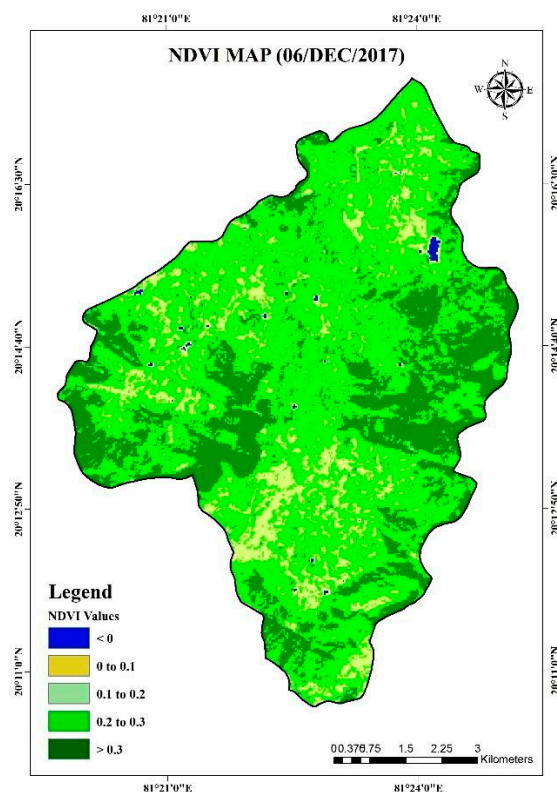 81°21'0"E 81°24'0"E
NDVI MAP (06/DEC/2017)
N
W E
S
20°16'30"N 20°16'30"N
20°14'40"N 20°14'40"N
20°12'50"N 20°12'50"N
20°11'0"N 20°11'0"N
Legend
NDVI Values
< 0
0 to 0.1
0.1 to 0.2
0.2 to 0.3
> 0.3
0 0.375 0.75 1.5 2.25 3
Kilometers
81°21'0"E 81°24'0"E